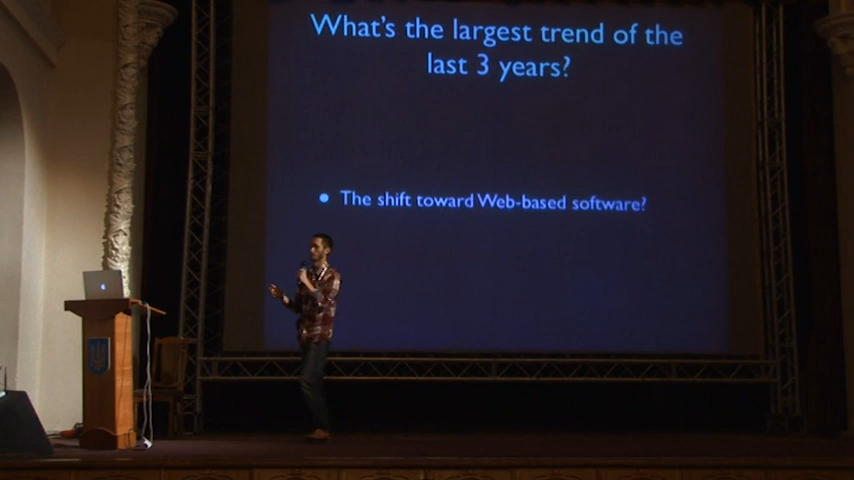 What's the largest trend of the
last 3 years?
• The shift toward Web-based software?